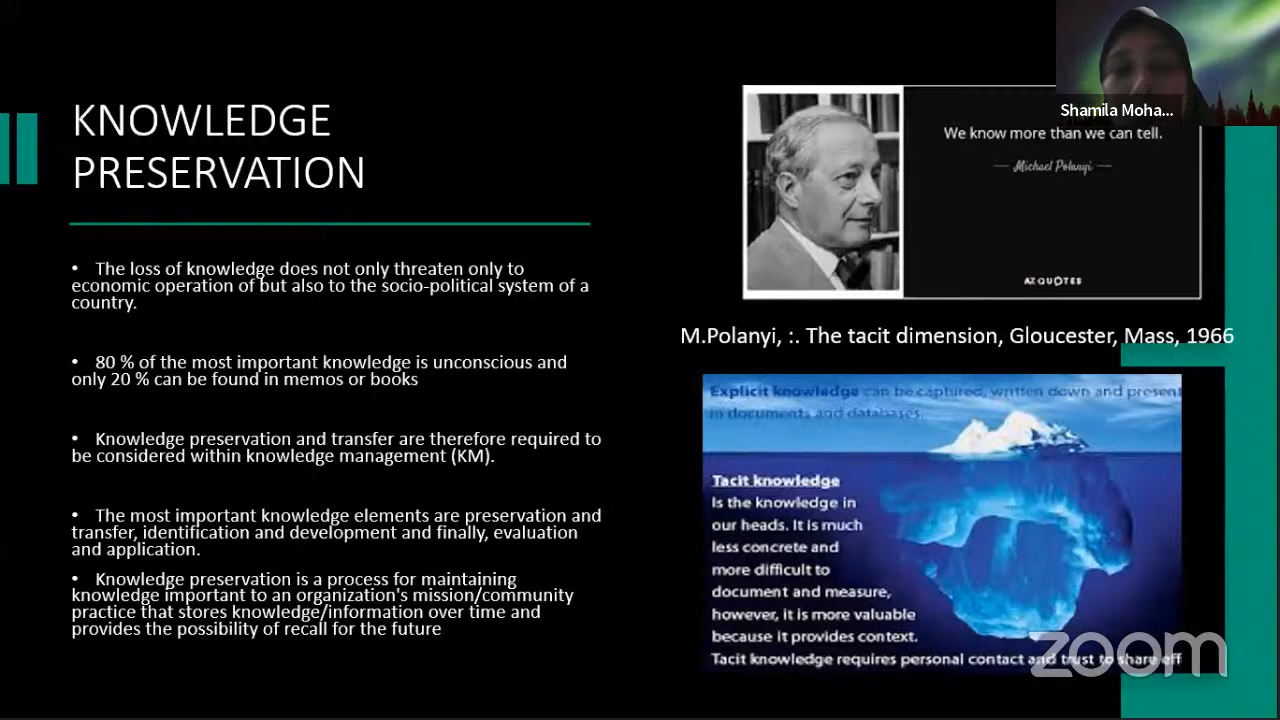 KNOWLEDGE
PRESERVATION
• The loss of knowledge does not only threaten only to
economic operation of but also to the socio-political system of a
country.
• 80 % of the most important knowledge is unconscious and
only 20 % can be found in memos or books
• Knowledge preservation and transfer are therefore required to
be considered within knowledge management (KM).
• The most important knowledge elements are preservation and
transfer, identification and development and finally, evaluation
and application.
• Knowledge preservation is a process for maintaining
knowledge important to an organization's mission/community
practice that stores knowledge/information over time and
provides the possibility of recall for the future
Shamila Moha...
We know more than we can tell.
— Michael Polanyi —
AZ QUOTES
M.Polanyi, :. The tacit dimension, Gloucester, Mass, 1966
Explicit knowledge can be captured, written down and present
in documents and databases.
Tacit knowledge
Is the knowledge in
our heads. It is much
less concrete and
more difficult to
document and measure,
however, it is more valuable
because it provides context.
Tacit knowledge requires personal contact and trust to share eff
zoom